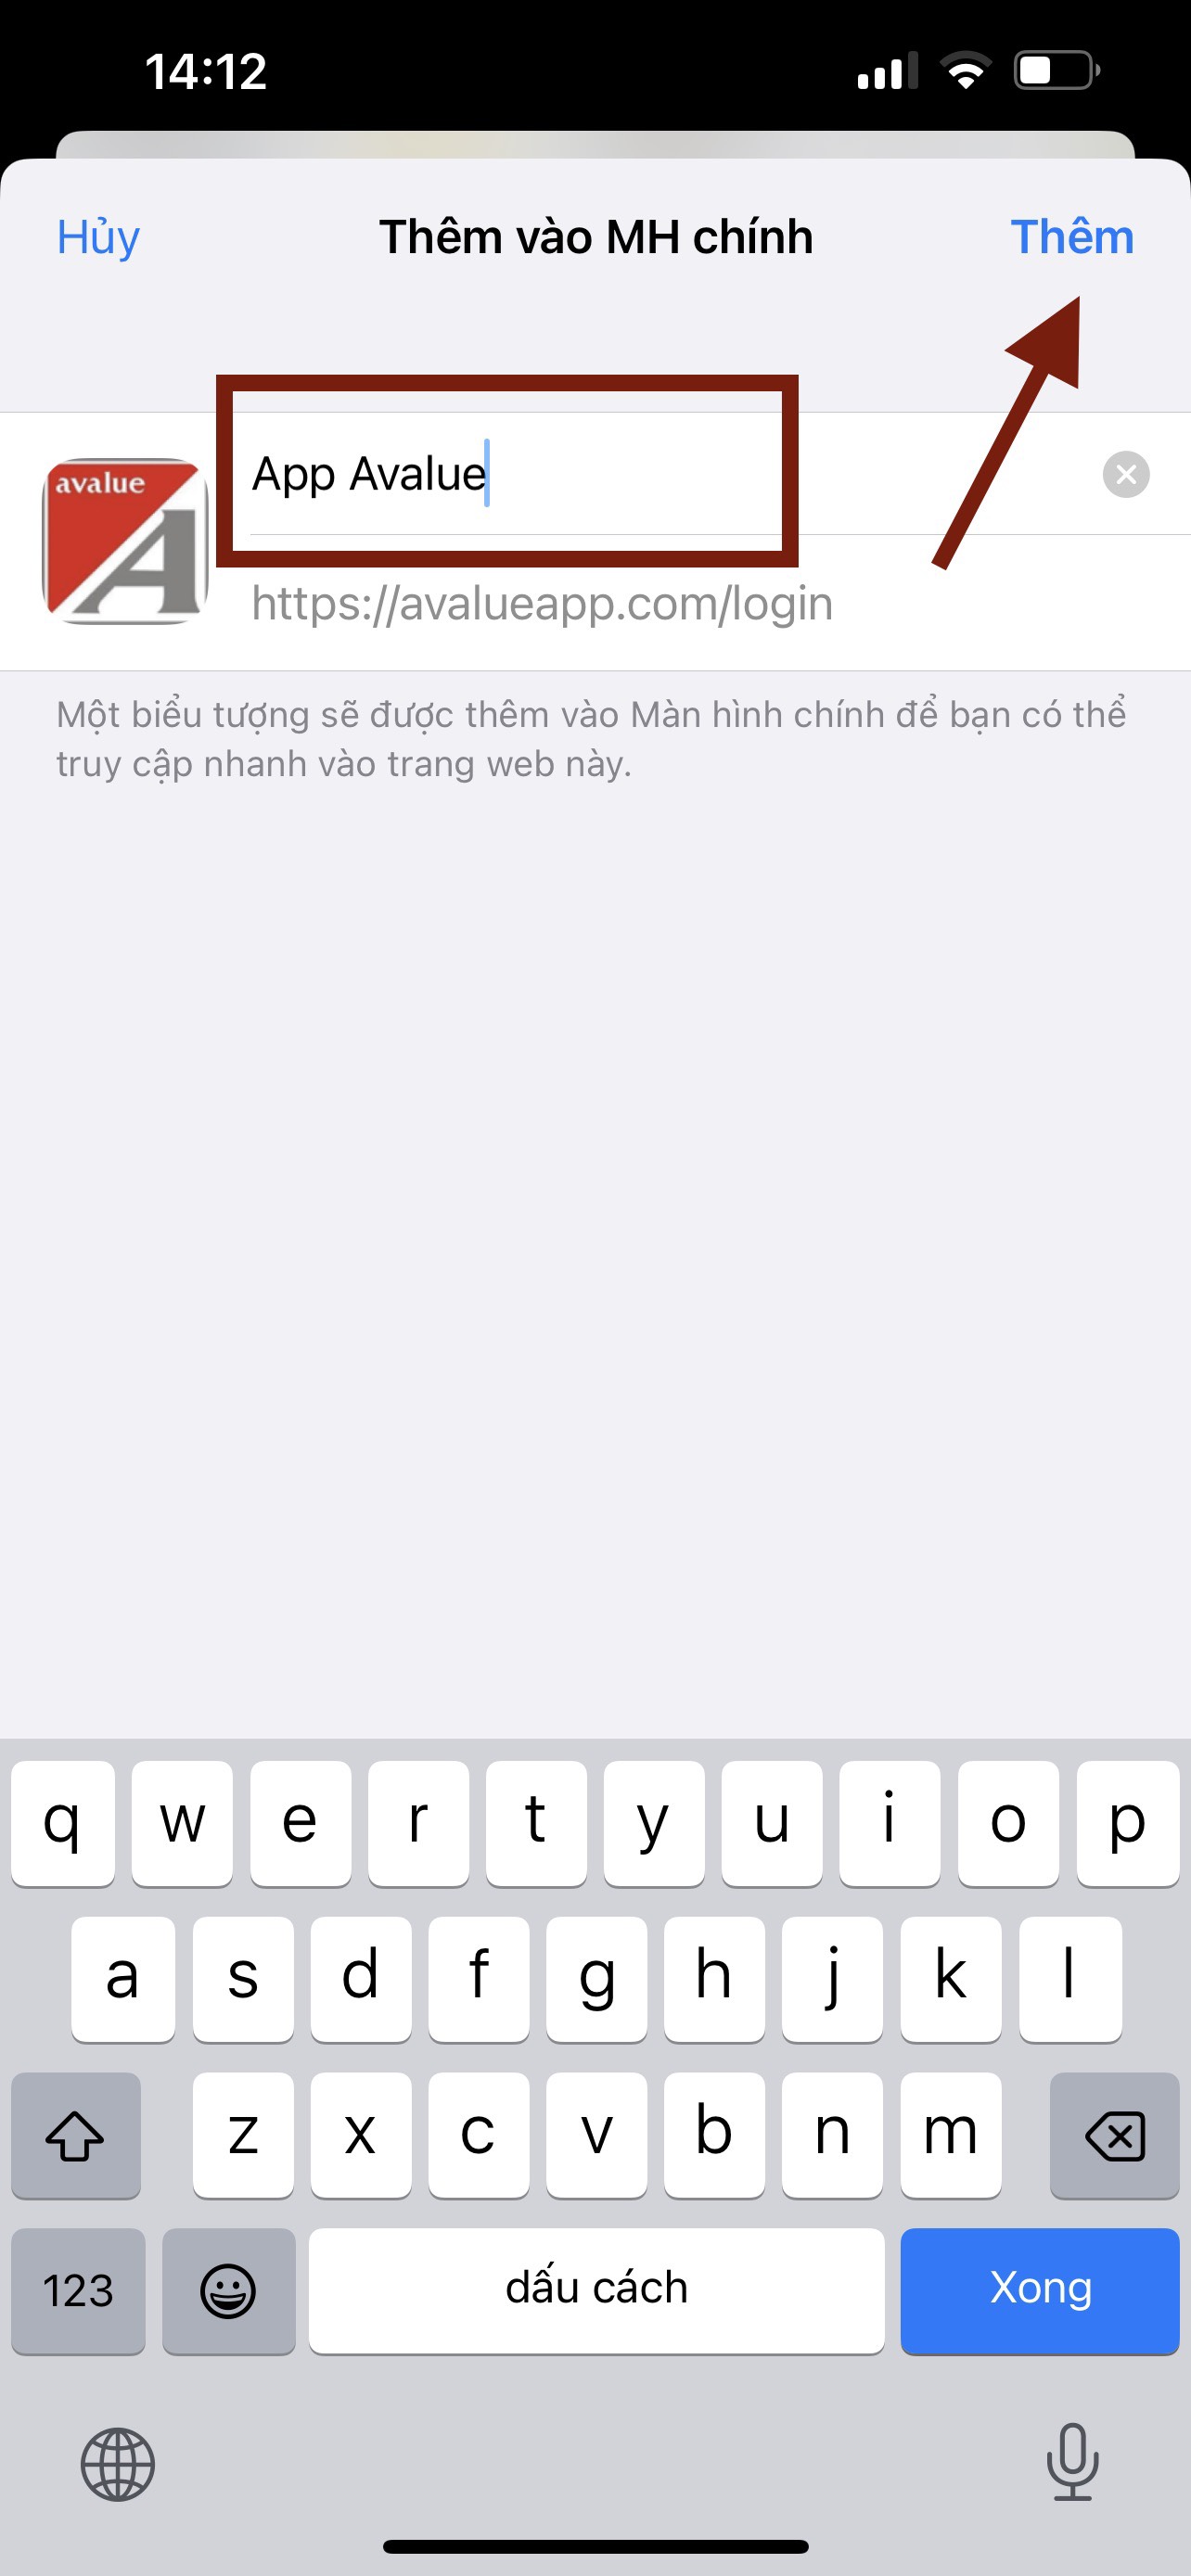 14:12
Hủy
Thêm vào MH chính
Thêm
avalue
A
App Avalue
https://avalueapp.com/login
Một biểu tượng sẽ được thêm vào Màn hình chính để bạn có thể
truy cập nhanh vào trang web này.
q w e r t y u i o p
a s d f g h j k l
z x c v b n m
123
dấu cách
Xong